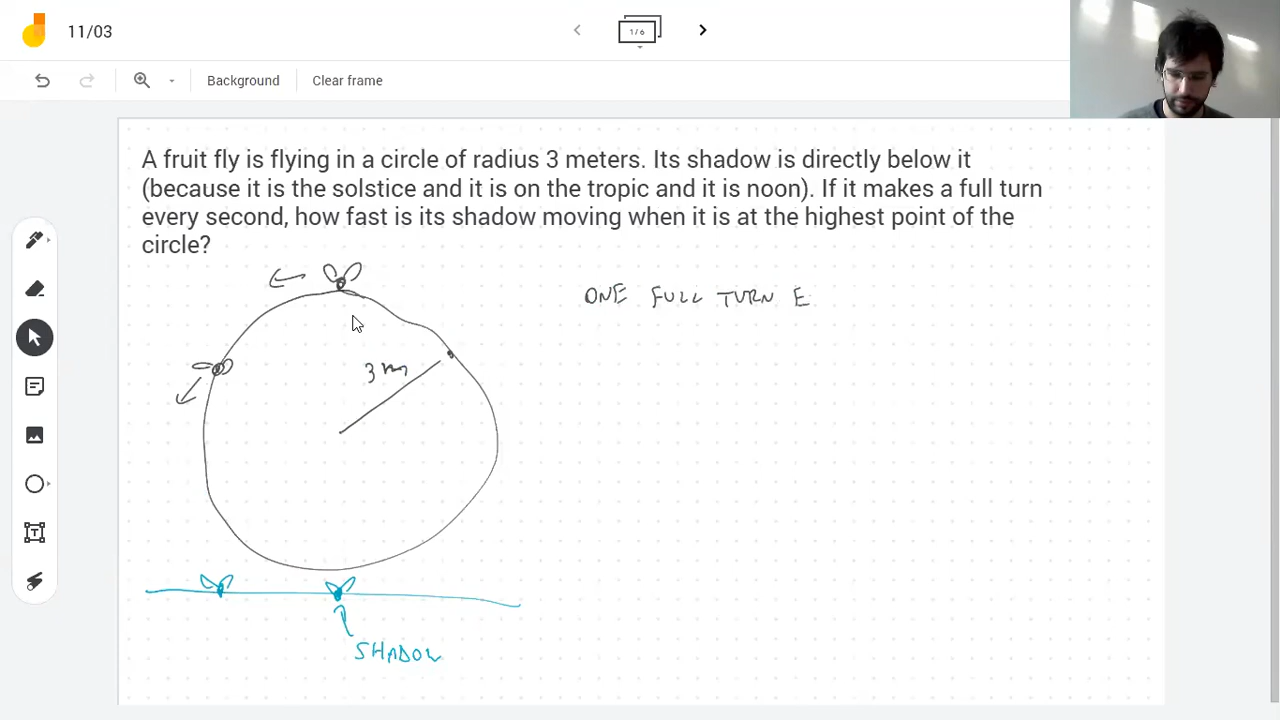 11/03
1/6
Background
Clear frame
A fruit fly is flying in a circle of radius 3 meters. Its shadow is directly below it
(because it is the solstice and it is on the tropic and it is noon). If it makes a full turn
every second, how fast is its shadow moving when it is at the highest point of the
circle?
ONE FULL TURN E
3 m
SHADOW